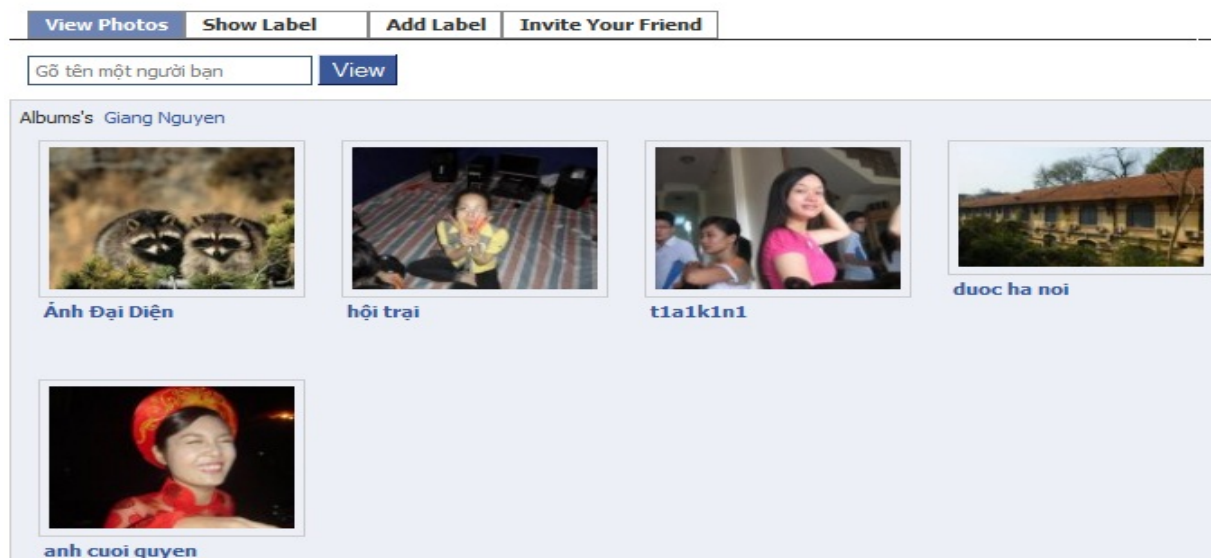 View Photos Show Label Add Label Invite Your Friend
Gõ tên một người bạn View
Albums's Giang Nguyen
Ảnh Đại Diện hội trại t1a1k1n1 duoc ha noi
anh cuoi quyen